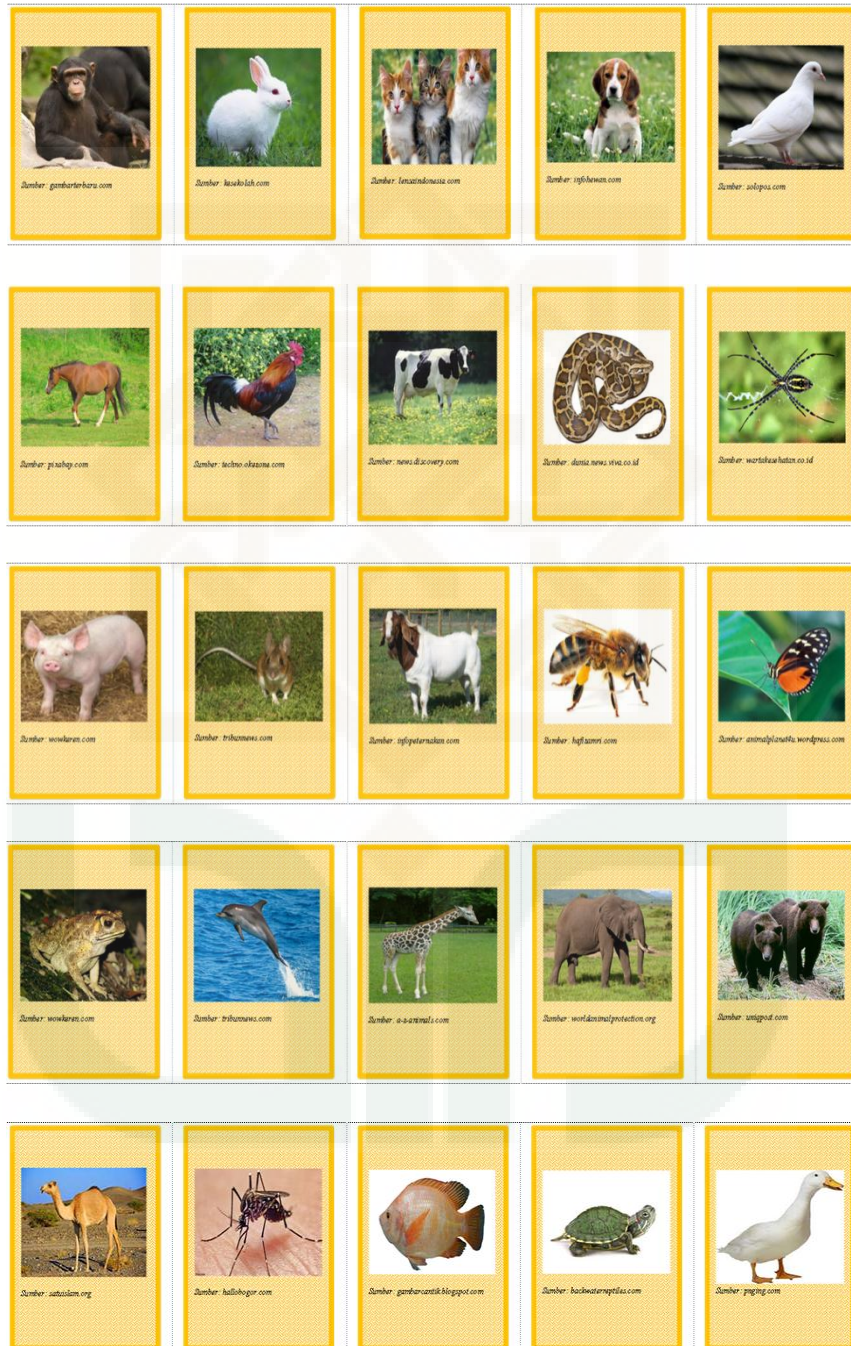 Sumber: gambarterbaru.com
Sumber: kesekolah.com
Sumber: lensaindonesia.com
Sumber: infohewan.com
Sumber: solopos.com
Sumber: pixabay.com
Sumber: techno.okezone.com
Sumber: news.discovery.com
Sumber: dunia.news.viva.co.id
Sumber: wartakesehatan.co.id
Sumber: wowkeren.com
Sumber: tribunnews.com
Sumber: infopeternakan.com
Sumber: hafizamri.com
Sumber: animalplanet4u.wordpress.com
Sumber: wowkeren.com
Sumber: tribunnews.com
Sumber: a-z-animals.com
Sumber: worldanimalprotection.org
Sumber: uniqpost.com
Sumber: satuislam.org
Sumber: hallobogor.com
Sumber: gambarcantik.blogspot.com
Sumber: backwaterreptiles.com
Sumber: pnging.com